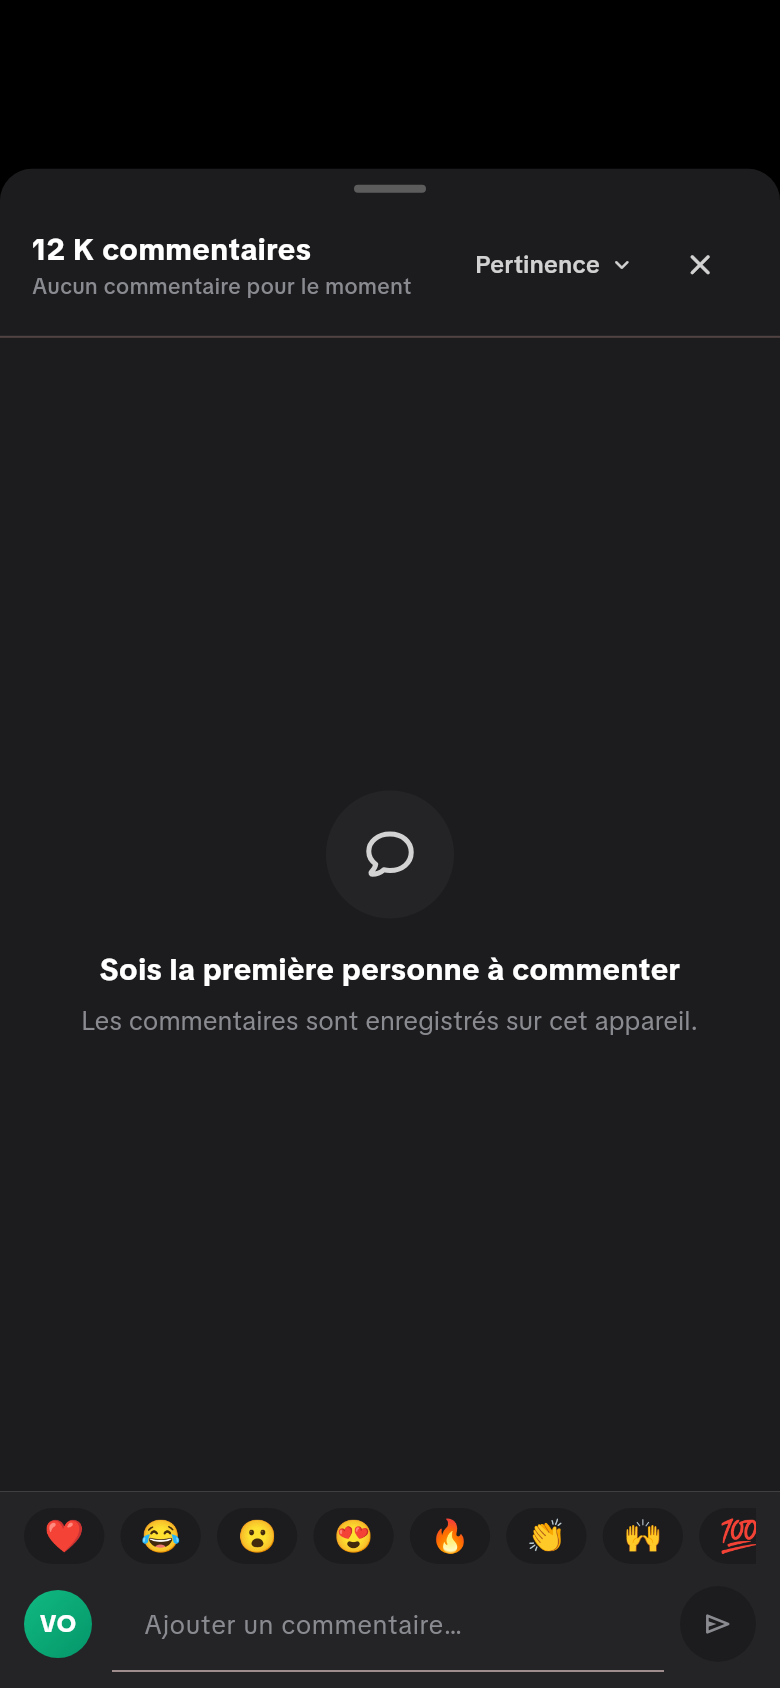 12 K commentaires
Aucun commentaire pour le moment
Pertinence
Sois la première personne à commenter
Les commentaires sont enregistrés sur cet appareil.
❤️ 😂 😮 😍 🔥 👏 🙌 💯
VO
Ajouter un commentaire...